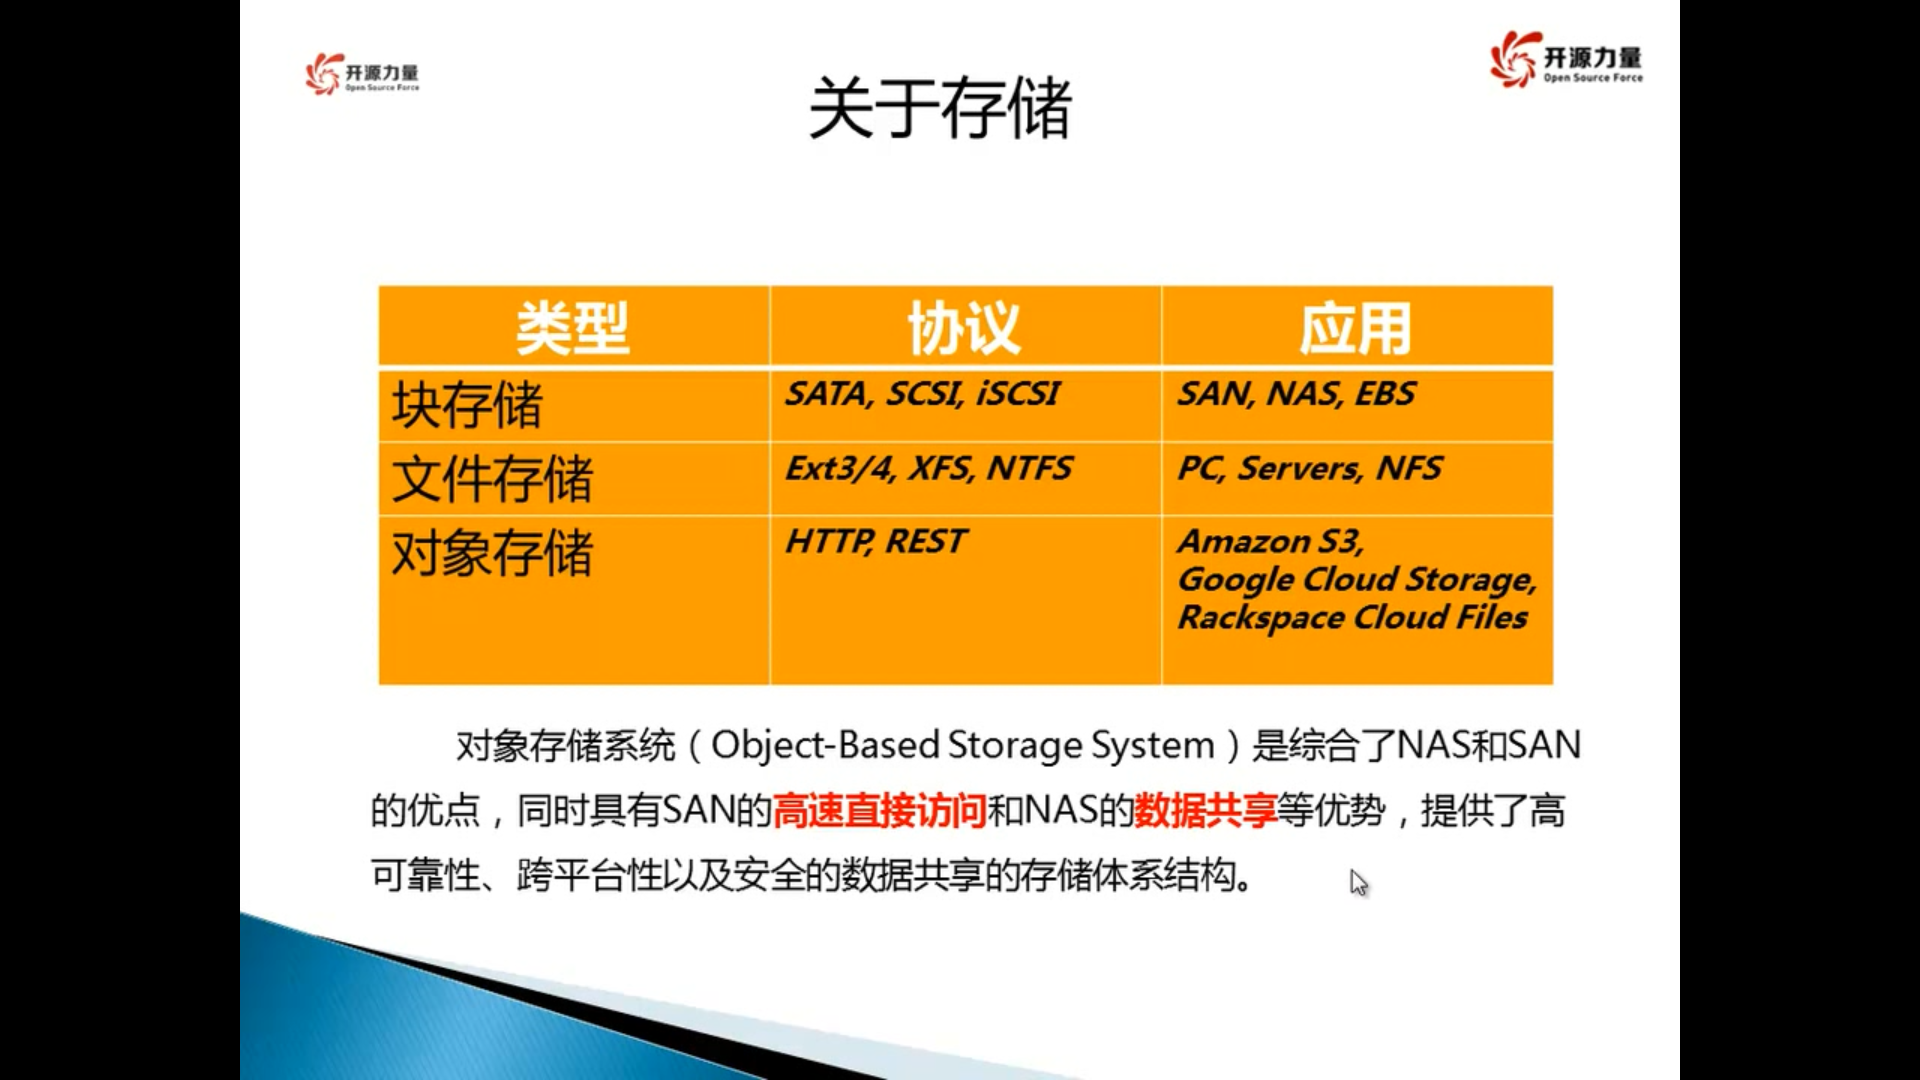 开源力量
Open Source Force
开源力量
Open Source Force
关于存储
类型 协议 应用
块存储 SATA, SCSI, iSCSI SAN, NAS, EBS
文件存储 Ext3/4, XFS, NTFS PC, Servers, NFS
对象存储 HTTP, REST Amazon S3,
Google Cloud Storage,
Rackspace Cloud Files
对象存储系统（Object-Based Storage System）是综合了NAS和SAN
的优点，同时具有SAN的高速直接访问和NAS的数据共享等优势，提供了高
可靠性、跨平台性以及安全的数据共享的存储体系结构。